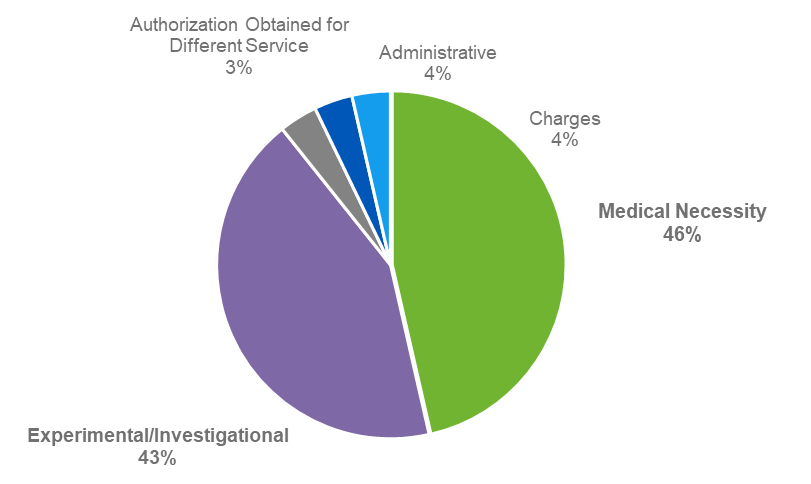 Authorization Obtained for
Different Service
3%
Administrative
4%
Charges
4%
Medical Necessity
46%
Experimental/Investigational
43%